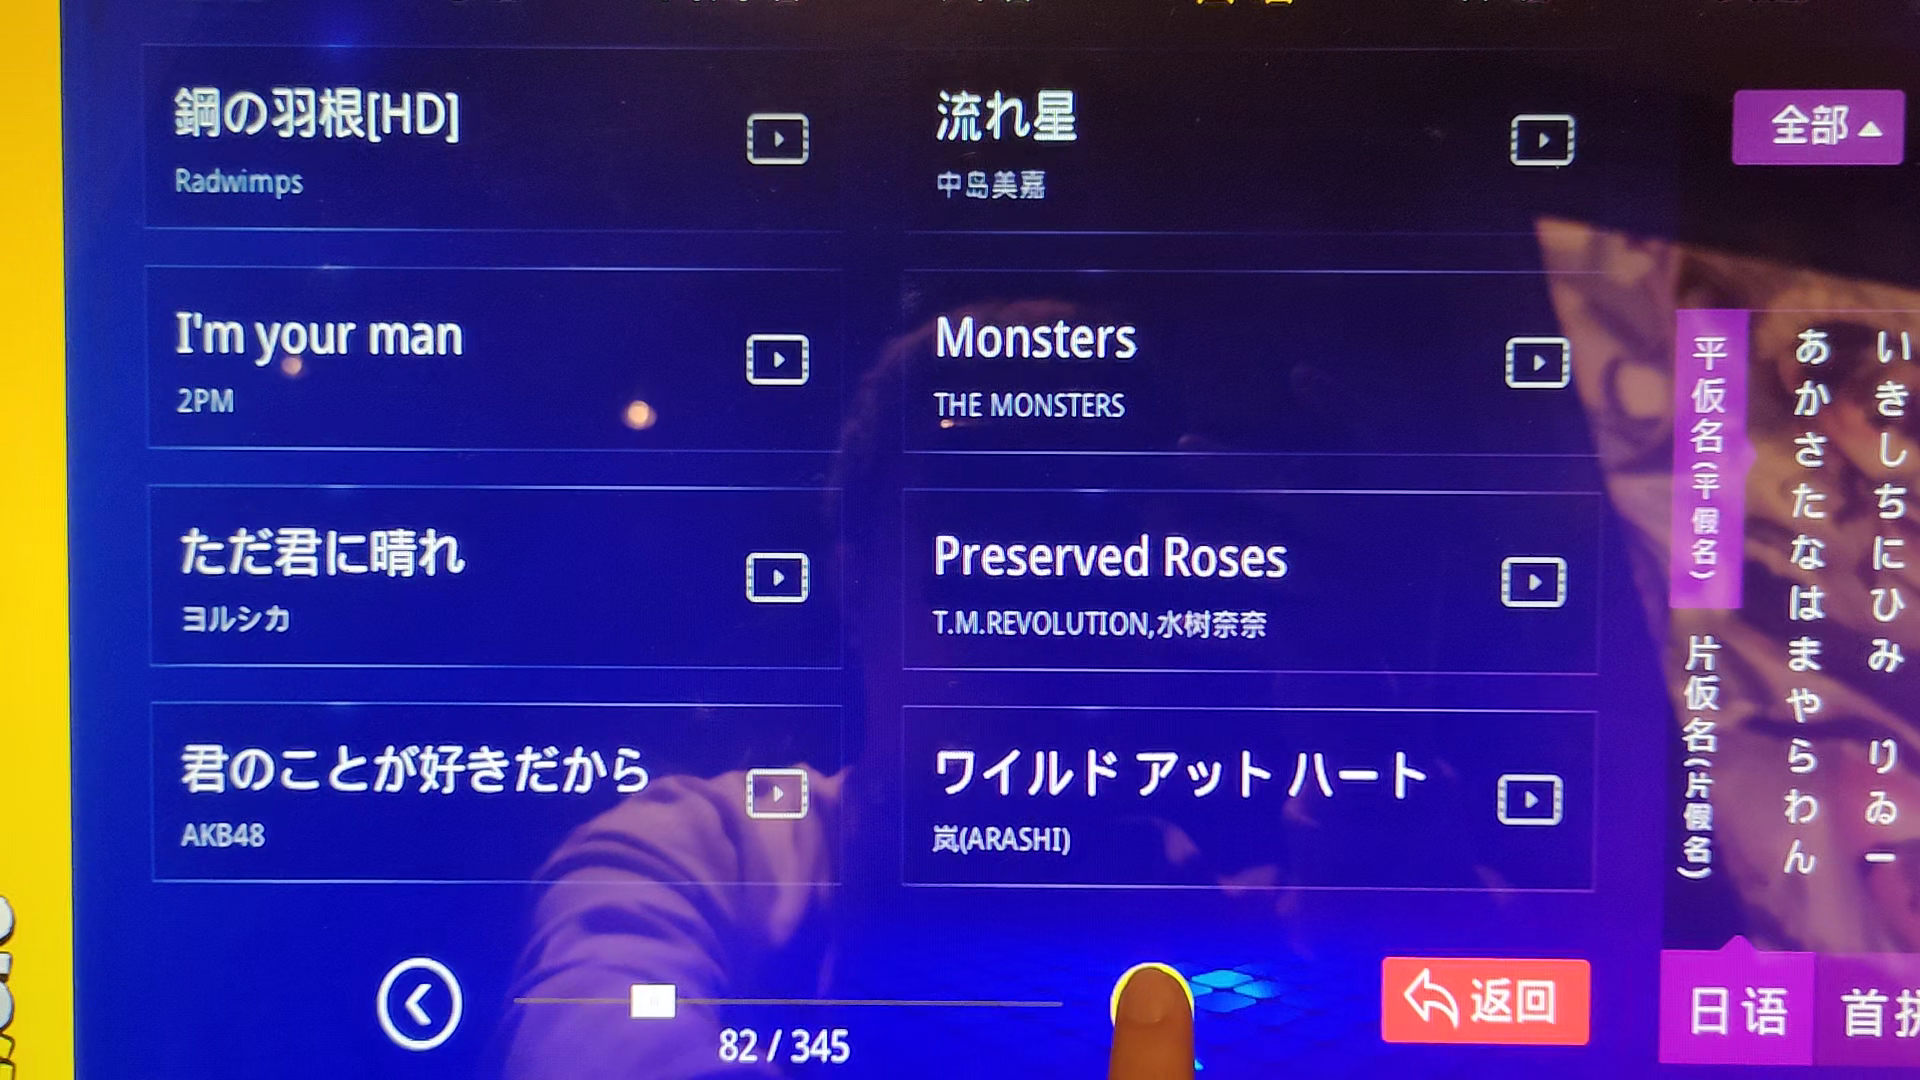 鋼の羽根[HD]
Radwimps
流れ星
中岛美嘉
全部
I'm your man
2PM
Monsters
THE MONSTERS
ただ君に晴れ
ヨルシカ
Preserved Roses
T.M.REVOLUTION,水树奈奈
君のことが好きだから
AKB48
ワイルド アット ハート
岚(ARASHI)
平仮名(平假名)
片仮名(片假名)
あかさたなはまやらわん
いきしちにひみ りゐー
82 / 345
返回
日语
首拼